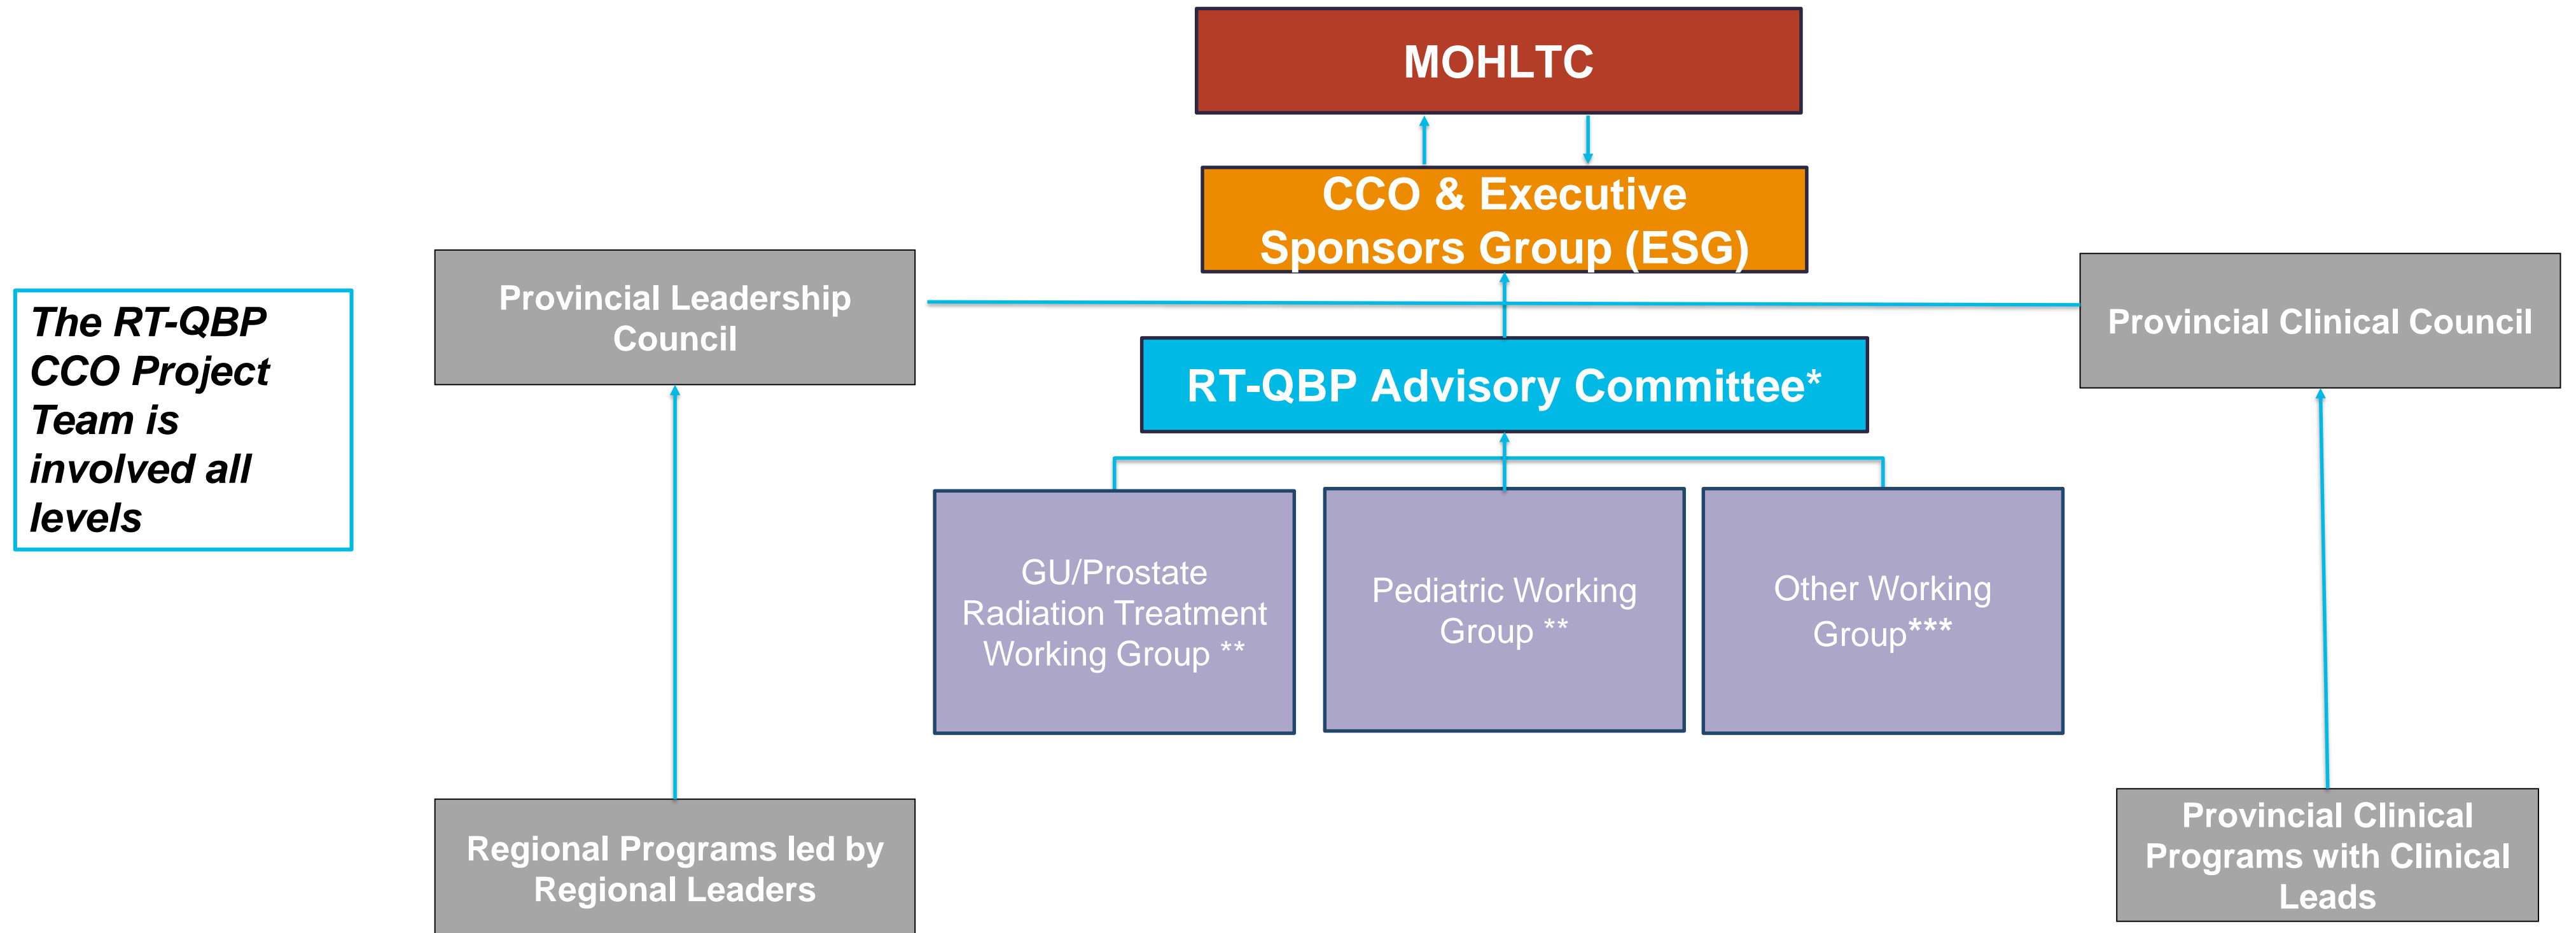 MOHLTC
CCO & Executive
Sponsors Group (ESG)
Provincial Leadership
Council
Provincial Clinical Council
The RT-QBP
CCO Project
Team is
involved all
levels
RT-QBP Advisory Committee*
GU/Prostate
Radiation Treatment
Working Group **
Pediatric Working
Group **
Other Working
Group***
Regional Programs led by
Regional Leaders
Provincial Clinical
Programs with Clinical
Leads